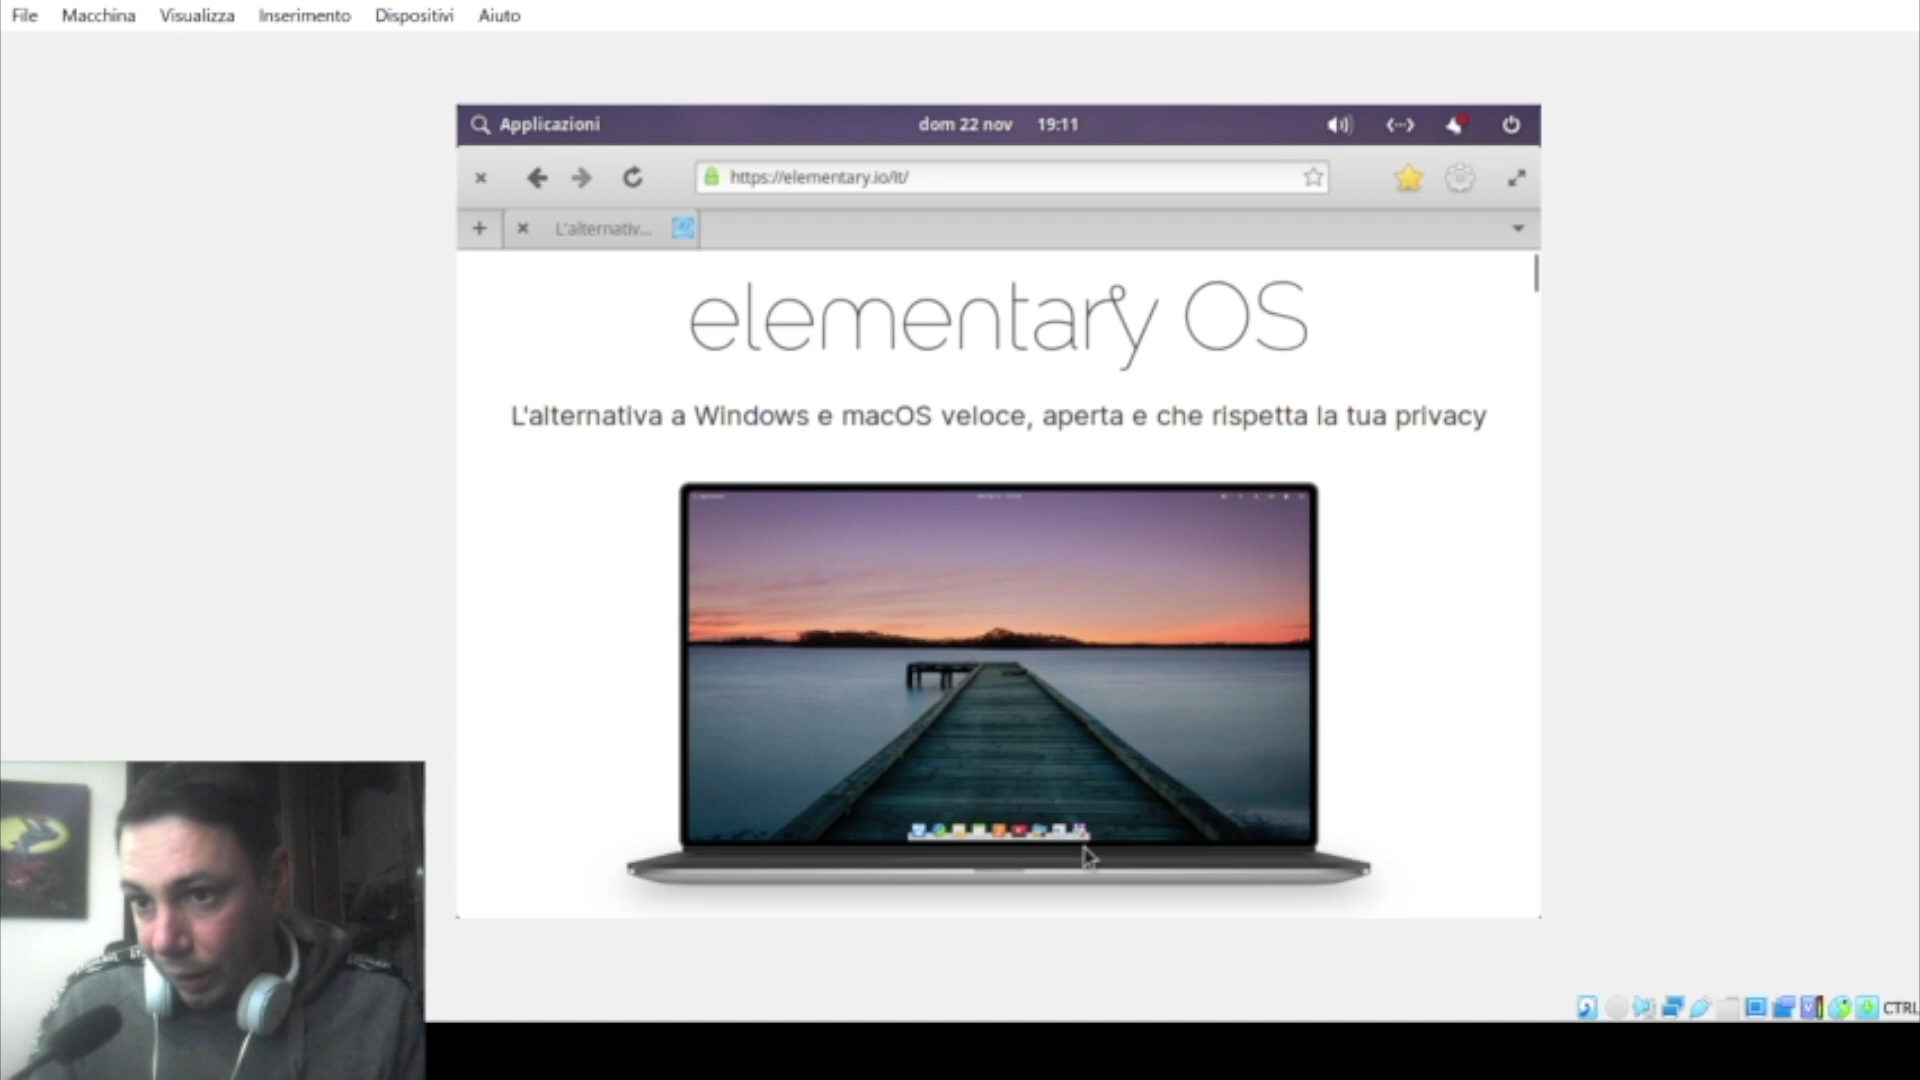 File Macchina Visualizza Inserimento Dispositivi Aiuto
Applicazioni dom 22 nov 19:11
https://elementary.io/it/
L'alternativ...
elementary OS
L'alternativa a Windows e macOS veloce, aperta e che rispetta la tua privacy
CTRL